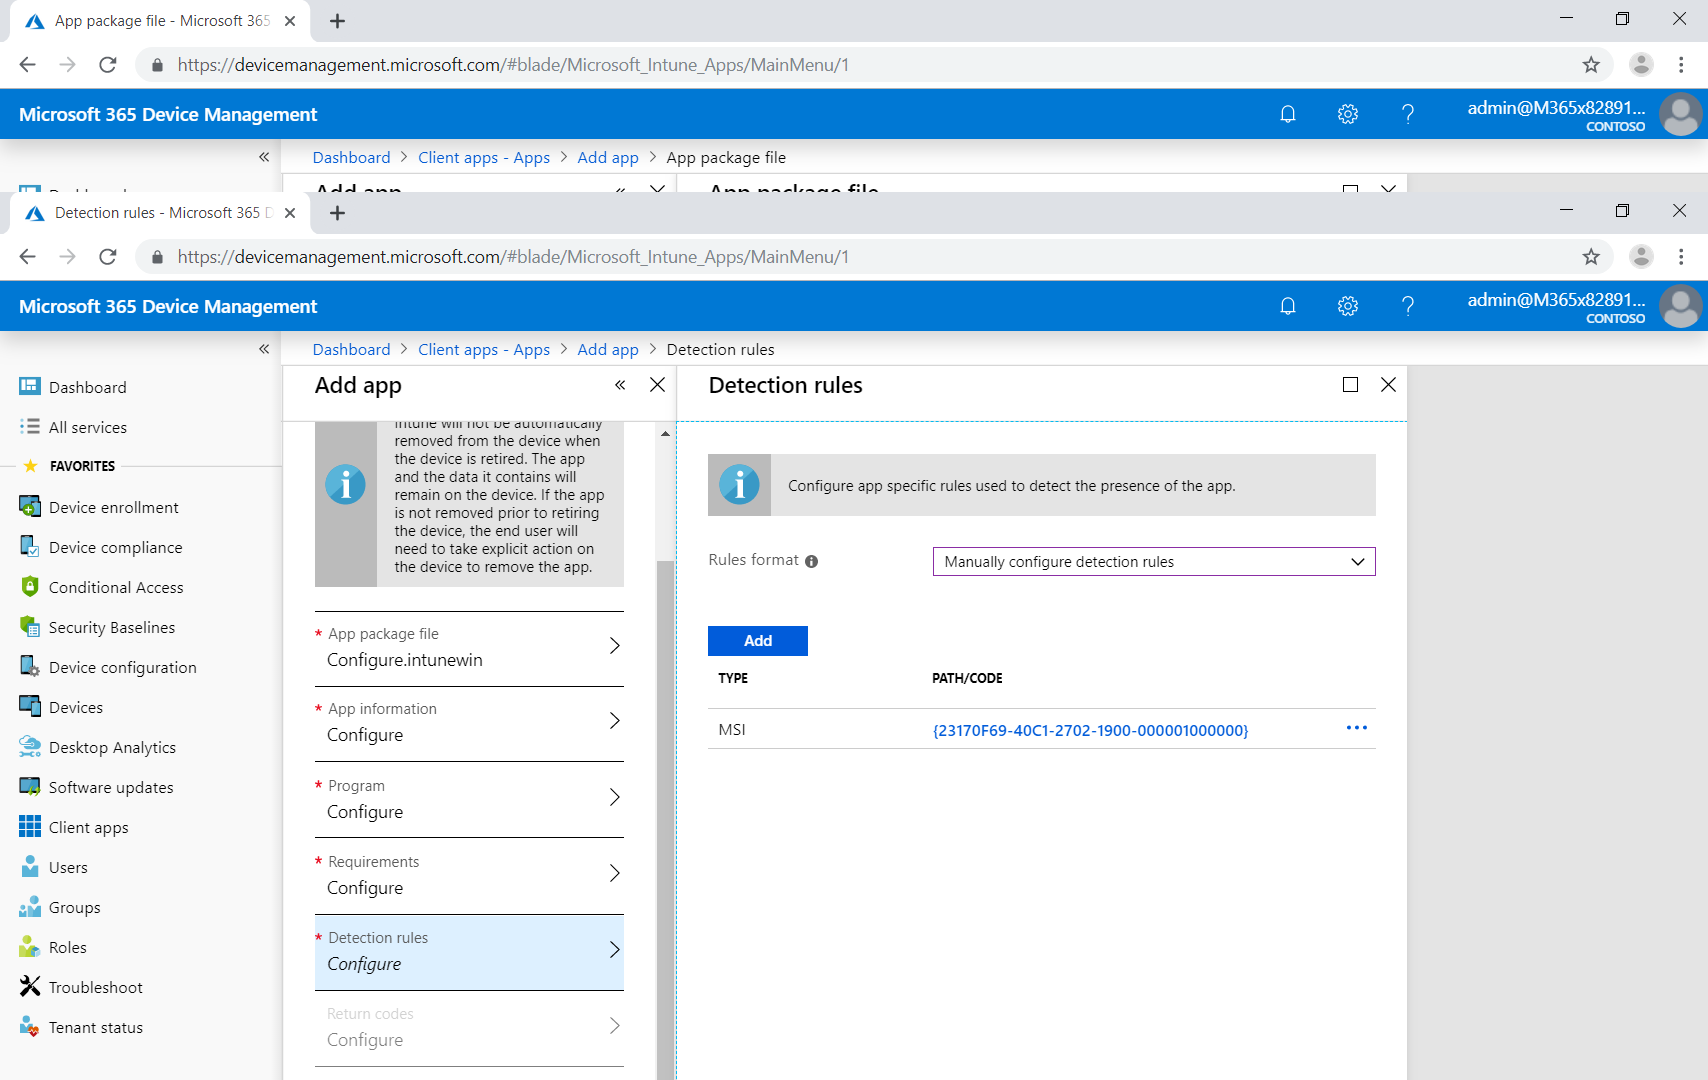 App package file - Microsoft 365
https://devicemanagement.microsoft.com/#blade/Microsoft_Intune_Apps/MainMenu/1
Microsoft 365 Device Management
admin@M365x82891...
CONTOSO
Dashboard > Client apps - Apps > Add app > App package file
Add app
App package file
Detection rules - Microsoft 365 D
https://devicemanagement.microsoft.com/#blade/Microsoft_Intune_Apps/MainMenu/1
Microsoft 365 Device Management
admin@M365x82891...
CONTOSO
Dashboard > Client apps - Apps > Add app > Detection rules
Dashboard
All services
FAVORITES
Device enrollment
Device compliance
Conditional Access
Security Baselines
Device configuration
Devices
Desktop Analytics
Software updates
Client apps
Users
Groups
Roles
Troubleshoot
Tenant status
Add app
Intune will not be automatically
removed from the device when
the device is retired. The app
and the data it contains will
remain on the device. If the app
is not removed prior to retiring
the device, the end user will
need to take explicit action on
the device to remove the app.
* App package file
Configure.intunewin
* App information
Configure
* Program
Configure
* Requirements
Configure
* Detection rules
Configure
Return codes
Configure
Detection rules
Configure app specific rules used to detect the presence of the app.
Rules format
Manually configure detection rules
Add
TYPE PATH/CODE
MSI {23170F69-40C1-2702-1900-000001000000}